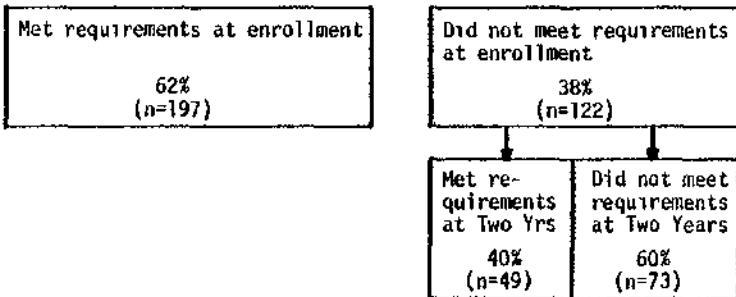 Met requirements at enrollment
62%
(n=197)
Did not meet requirements
at enrollment
38%
(n=122)
Met re-
quirements
at Two Yrs
40%
(n=49)
Did not meet
requirements
at Two Years
60%
(n=73)